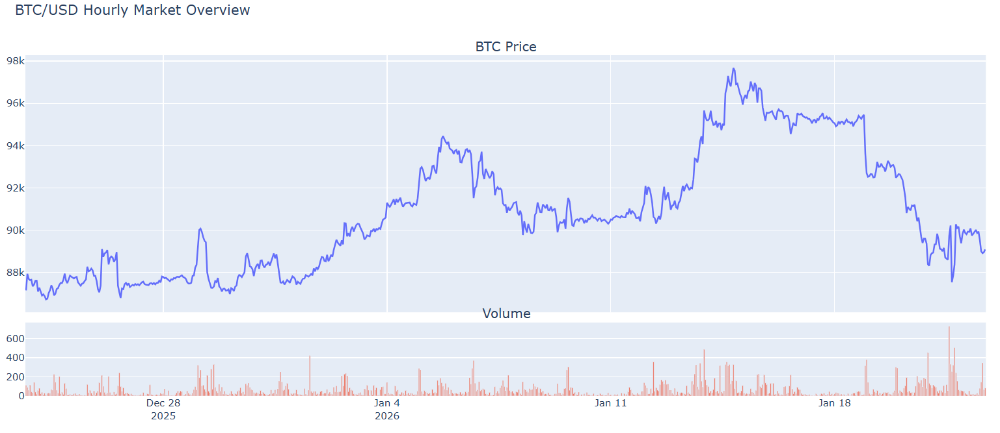 BTC/USD Hourly Market Overview
BTC Price
98k
96k
94k
92k
90k
88k
Volume
600
400
200
0
Dec 28
2025
Jan 4
2026
Jan 11
Jan 18